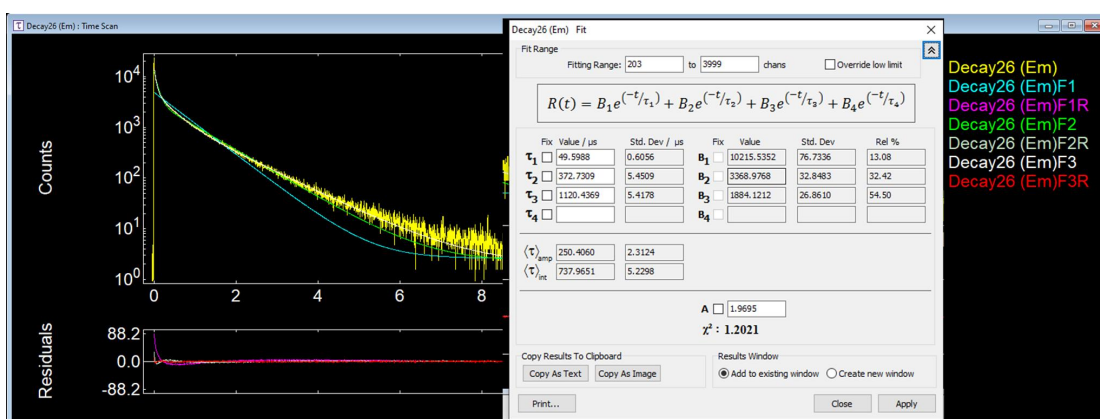 Decay26 (Em) : Time Scan
Counts
10⁴
10³
10²
10¹
10⁰
0 2 4 6 8
Residuals
88.2
0.0
-88.2
Decay26 (Em) Fit
Fit Range
Fitting Range: 203 to 3999 chans Override low limit
R(t) = B₁e^(-t/τ₁) + B₂e^(-t/τ₂) + B₃e^(-t/τ₃) + B₄e^(-t/τ₄)
Fix Value / µs Std. Dev / µs Fix Value Std. Dev Rel %
τ₁ 49.5988 0.6056 B₁ 10215.5352 76.7336 13.08
τ₂ 372.7309 5.4509 B₂ 3368.9768 32.8483 32.42
τ₃ 1120.4369 5.4178 B₃ 1884.1212 26.8610 54.50
τ₄ B₄
⟨τ⟩amp 250.4060 2.3124
⟨τ⟩int 737.9651 5.2298
A 1.9695
χ² : 1.2021
Copy Results To Clipboard
Copy As Text Copy As Image
Results Window
Add to existing window Create new window
Print... Close Apply
Decay26 (Em)
Decay26 (Em)F1
Decay26 (Em)F1R
Decay26 (Em)F2
Decay26 (Em)F2R
Decay26 (Em)F3
Decay26 (Em)F3R